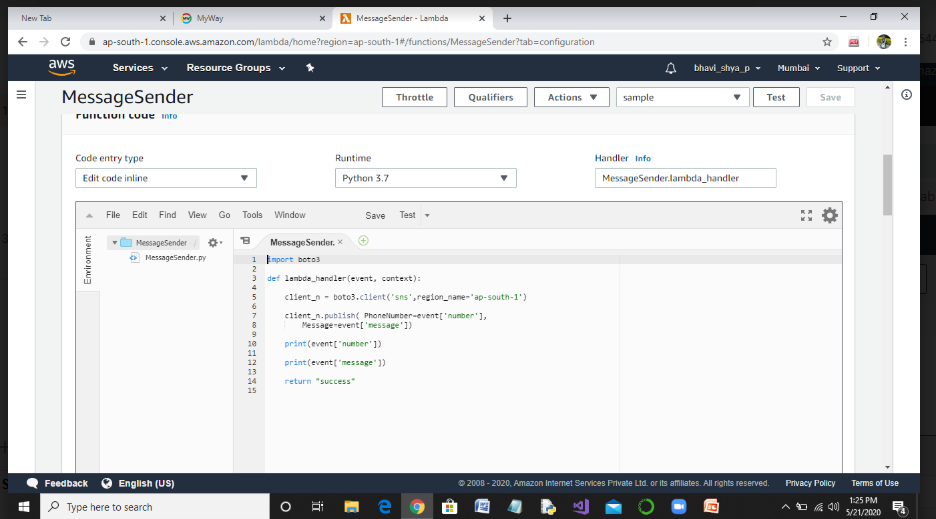 New Tab
MyWay
MessageSender - Lambda
ap-south-1.console.aws.amazon.com/lambda/home?region=ap-south-1#/functions/MessageSender?tab=configuration
aws
Services
Resource Groups
bhavi_shya_p
Mumbai
Support
MessageSender
Throttle
Qualifiers
Actions
sample
Test
Save
Function code Info
Code entry type
Runtime
Handler Info
Edit code inline
Python 3.7
MessageSender.lambda_handler
File Edit Find View Go Tools Window Save Test
Environment
MessageSender /
MessageSender.py
MessageSender.
1 import boto3
2
3 def lambda_handler(event, context):
4
5 client_n = boto3.client('sns',region_name='ap-south-1')
6
7 client_n.publish( PhoneNumber=event['number'],
8 Message=event['message'])
9
10 print(event['number'])
11
12 print(event['message'])
13
14 return "success"
15
Feedback
English (US)
© 2008 - 2020, Amazon Internet Services Private Ltd. or its affiliates. All rights reserved.
Privacy Policy
Terms of Use
Type here to search
1:25 PM
5/21/2020
4